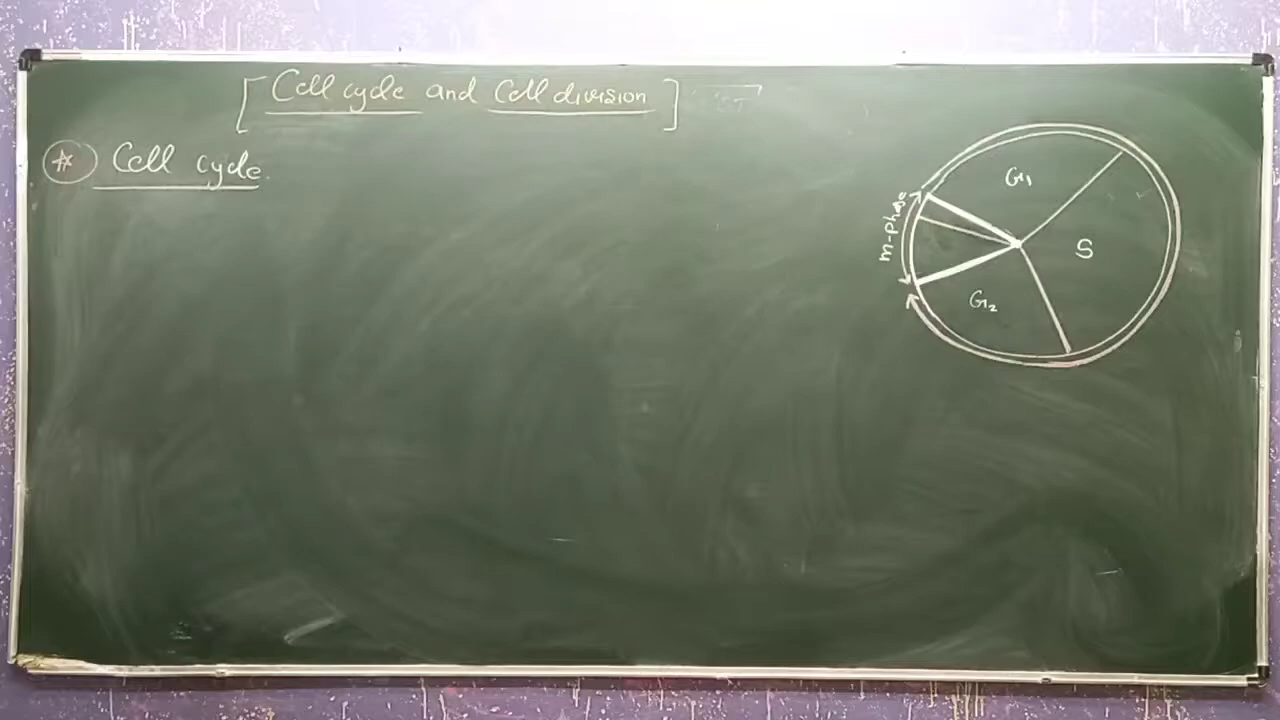 [Cell cycle and Cell division]
☆ Cell cycle.
G₁
S
G₂
m-phase